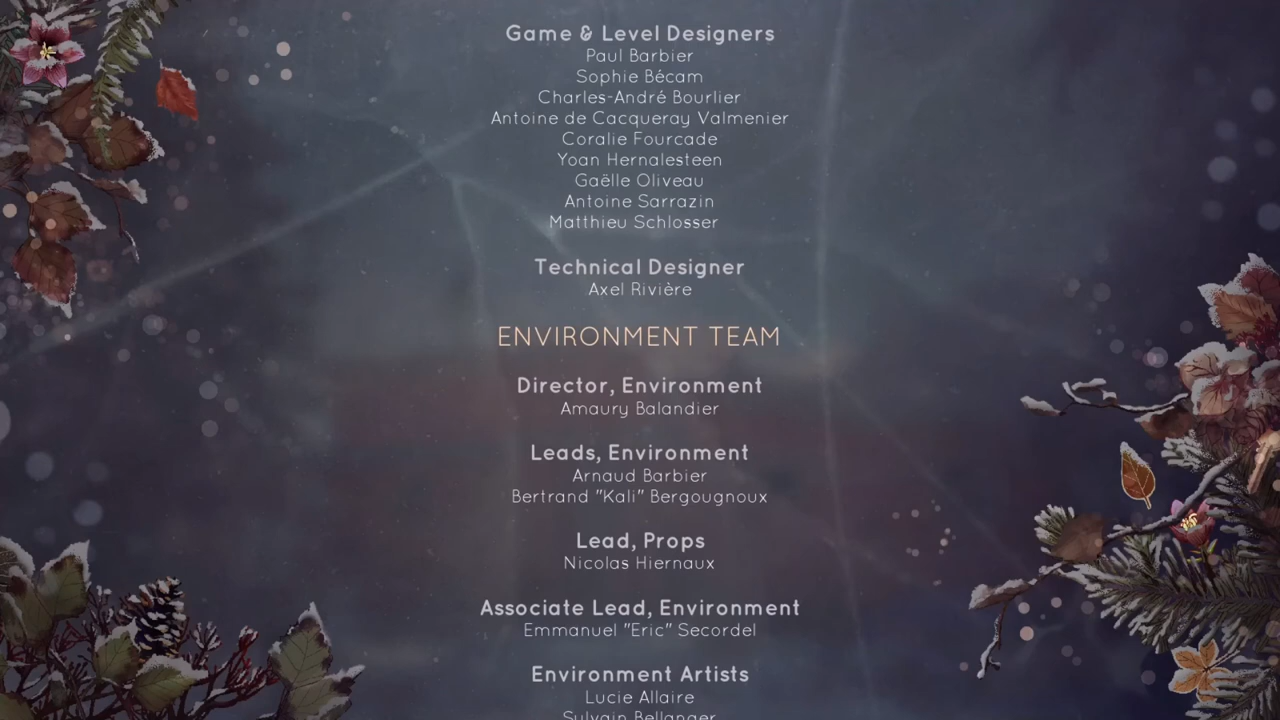 Game & Level Designers
Paul Barbier
Sophie Bécam
Charles-André Bourlier
Antoine de Cacqueray Valmenier
Coralie Fourcade
Yoan Hernalesteen
Gaëlle Oliveau
Antoine Sarrazin
Matthieu Schlosser
Technical Designer
Axel Rivière
ENVIRONMENT TEAM
Director, Environment
Amaury Balandier
Leads, Environment
Arnaud Barbier
Bertrand "Kali" Bergougnoux
Lead, Props
Nicolas Hiernaux
Associate Lead, Environment
Emmanuel "Eric" Secordel
Environment Artists
Lucie Allaire
Sylvain Bellanger